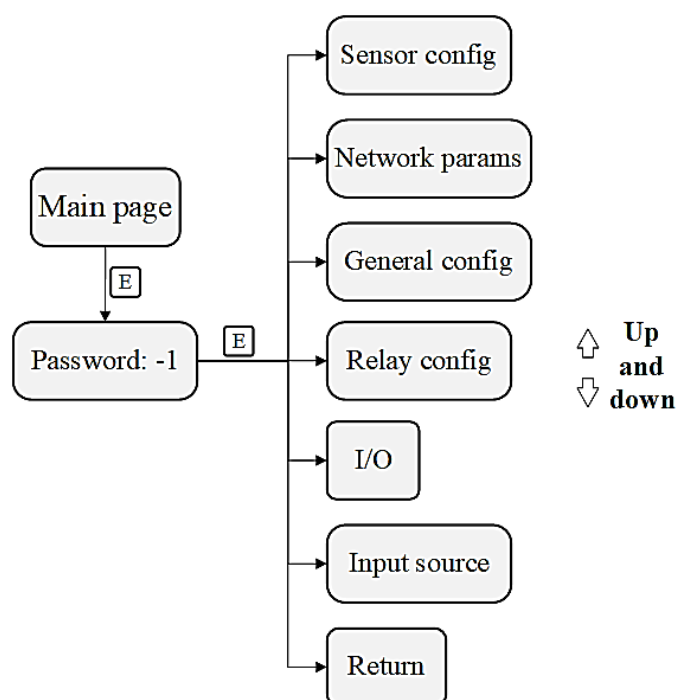 Sensor config
Network params
Main page
General config
E
Password: -1
E
Relay config
Up
and
down
I/O
Input source
Return